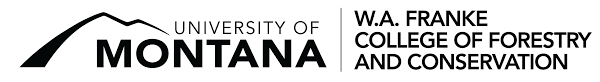 UNIVERSITY OF
MONTANA
W.A. FRANKE
COLLEGE OF FORESTRY
AND CONSERVATION